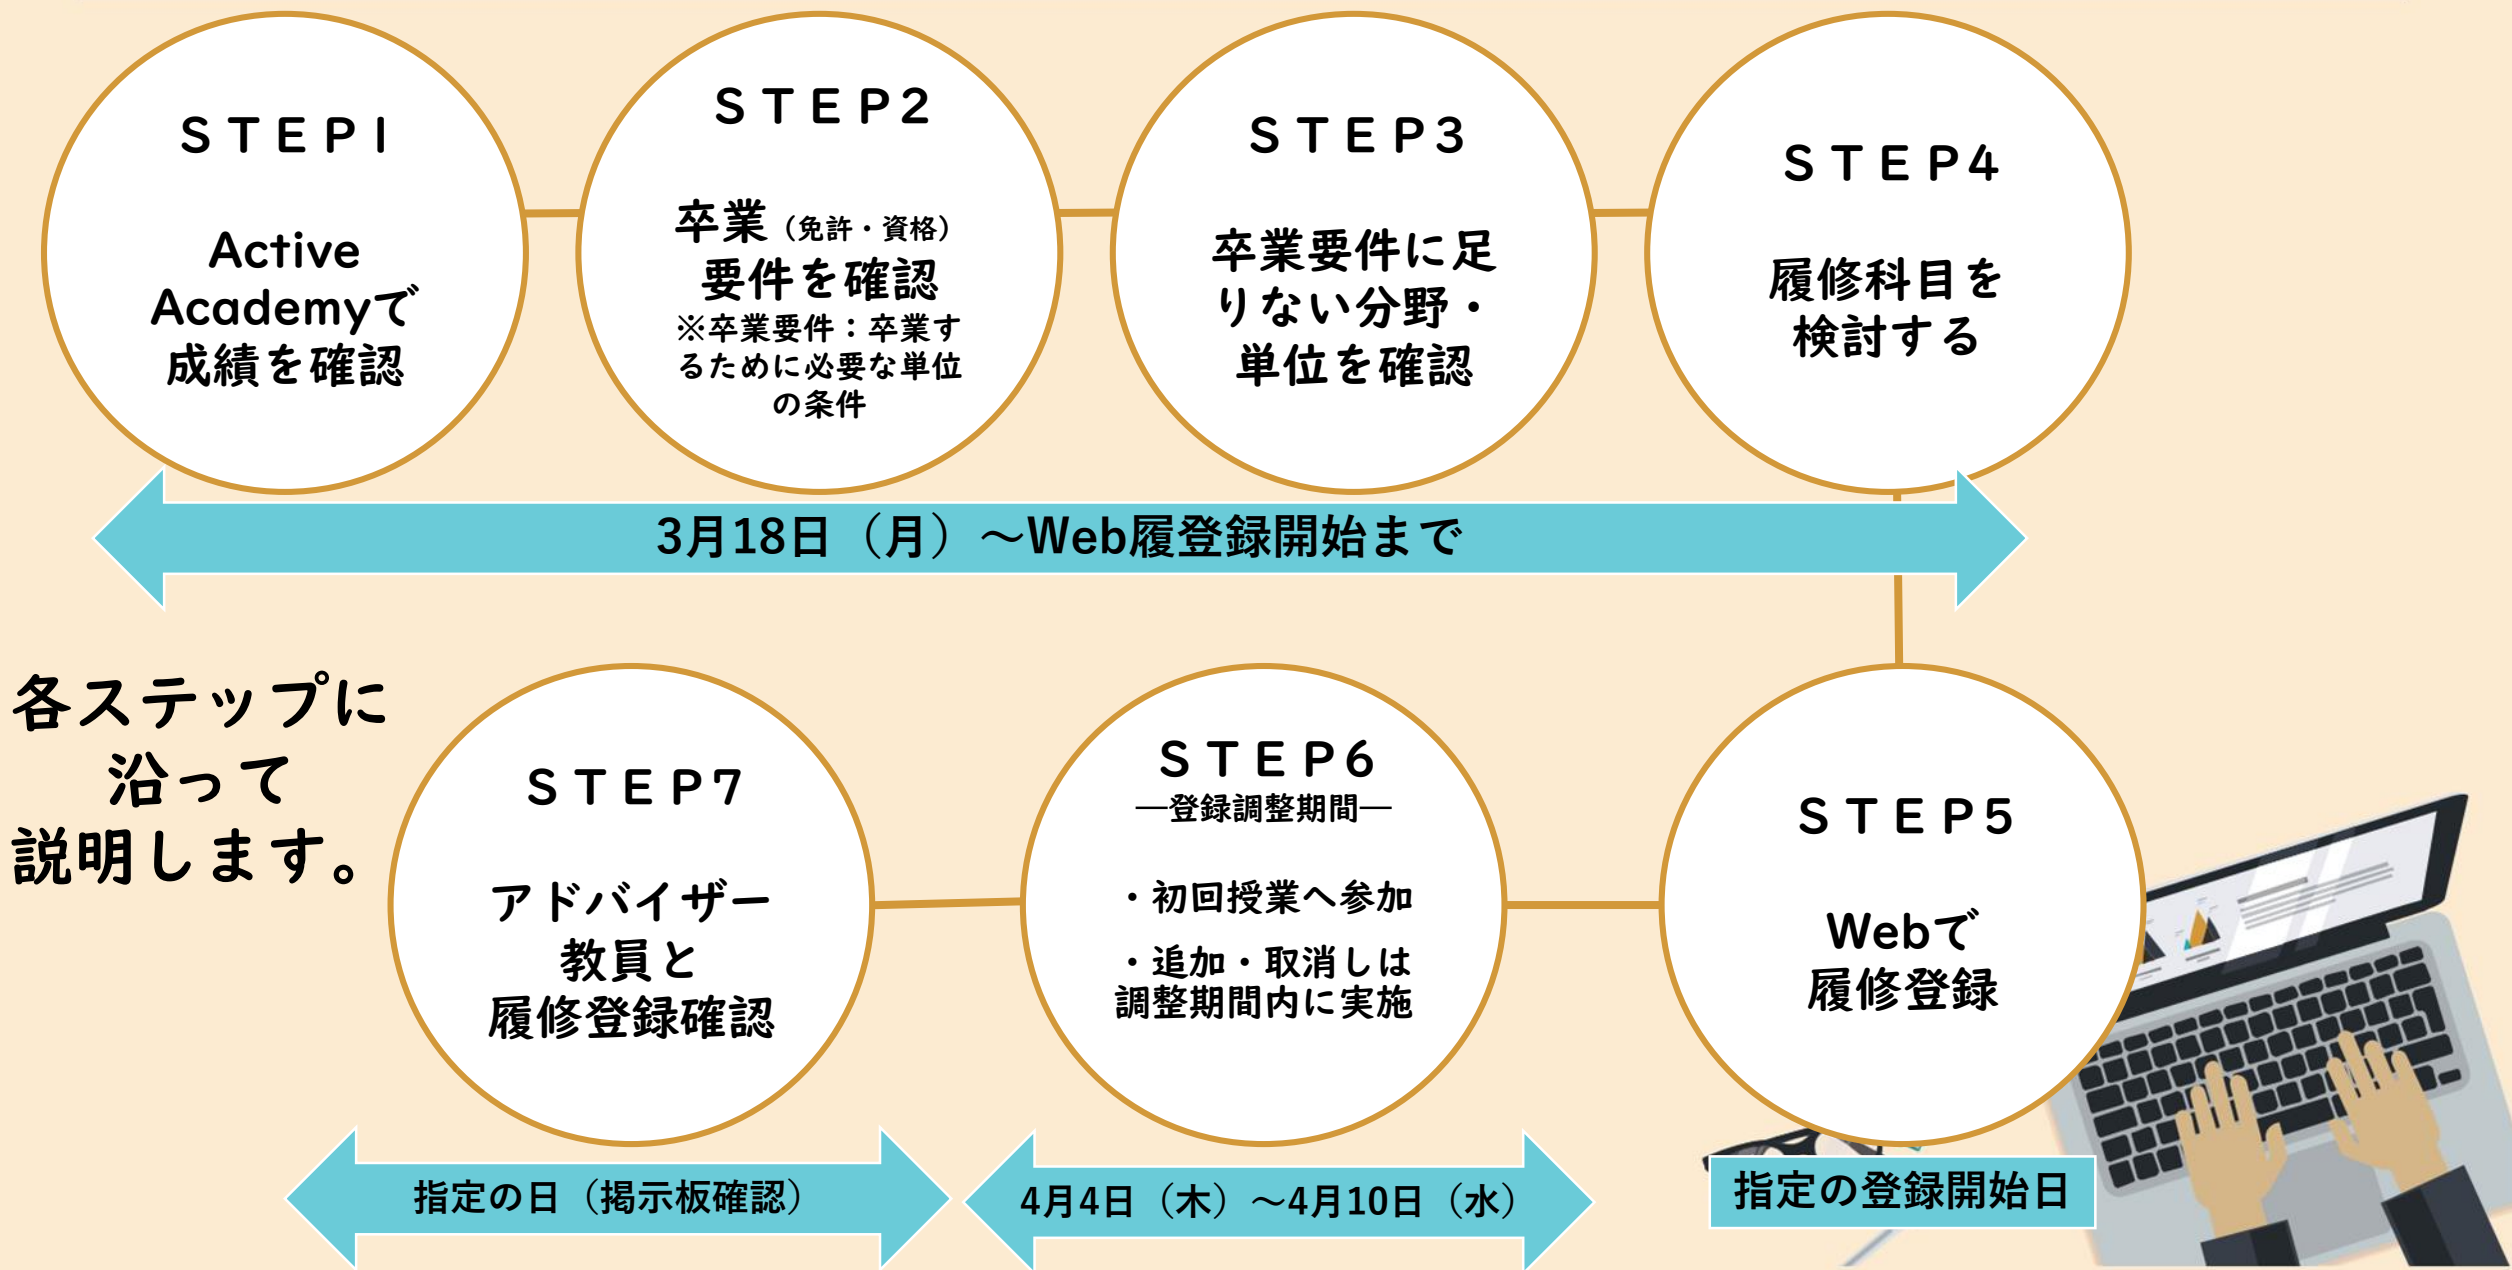 STEP1
Active
Academyで
成績を確認
STEP2
卒業（免許・資格）
要件を確認
※卒業要件：卒業す
るために必要な単位
の条件
STEP3
卒業要件に足
りない分野・
単位を確認
STEP4
履修科目を
検討する
3月18日（月）～Web履登録開始まで
各ステップに
沿って
説明します。
STEP5
Webで
履修登録
指定の登録開始日
STEP6
―登録調整期間―
・初回授業へ参加
・追加・取消しは
調整期間内に実施
4月4日（木）～4月10日（水）
STEP7
アドバイザー
教員と
履修登録確認
指定の日（掲示板確認）